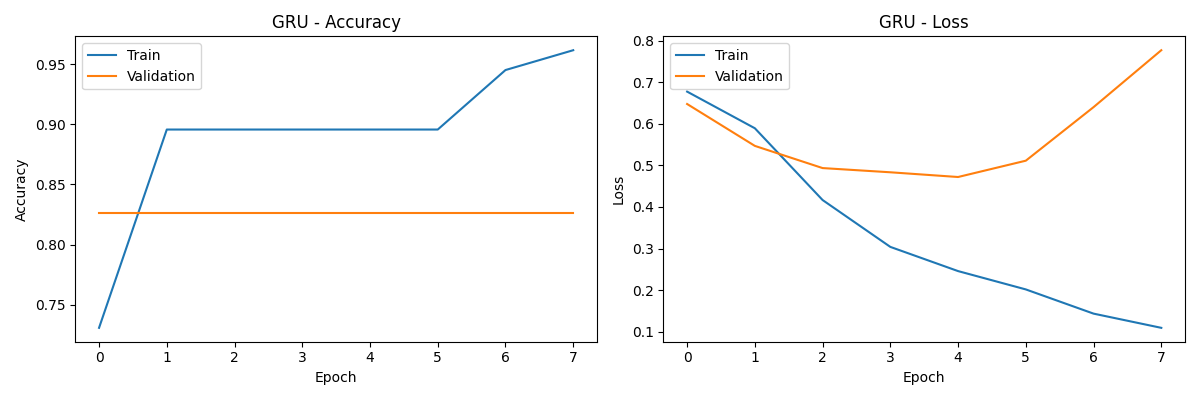 GRU - Accuracy
Train
Validation
0.95
0.90
0.85
0.80
0.75
Accuracy
0 1 2 3 4 5 6 7
Epoch
GRU - Loss
Train
Validation
0.8
0.7
0.6
0.5
0.4
0.3
0.2
0.1
Loss
0 1 2 3 4 5 6 7
Epoch